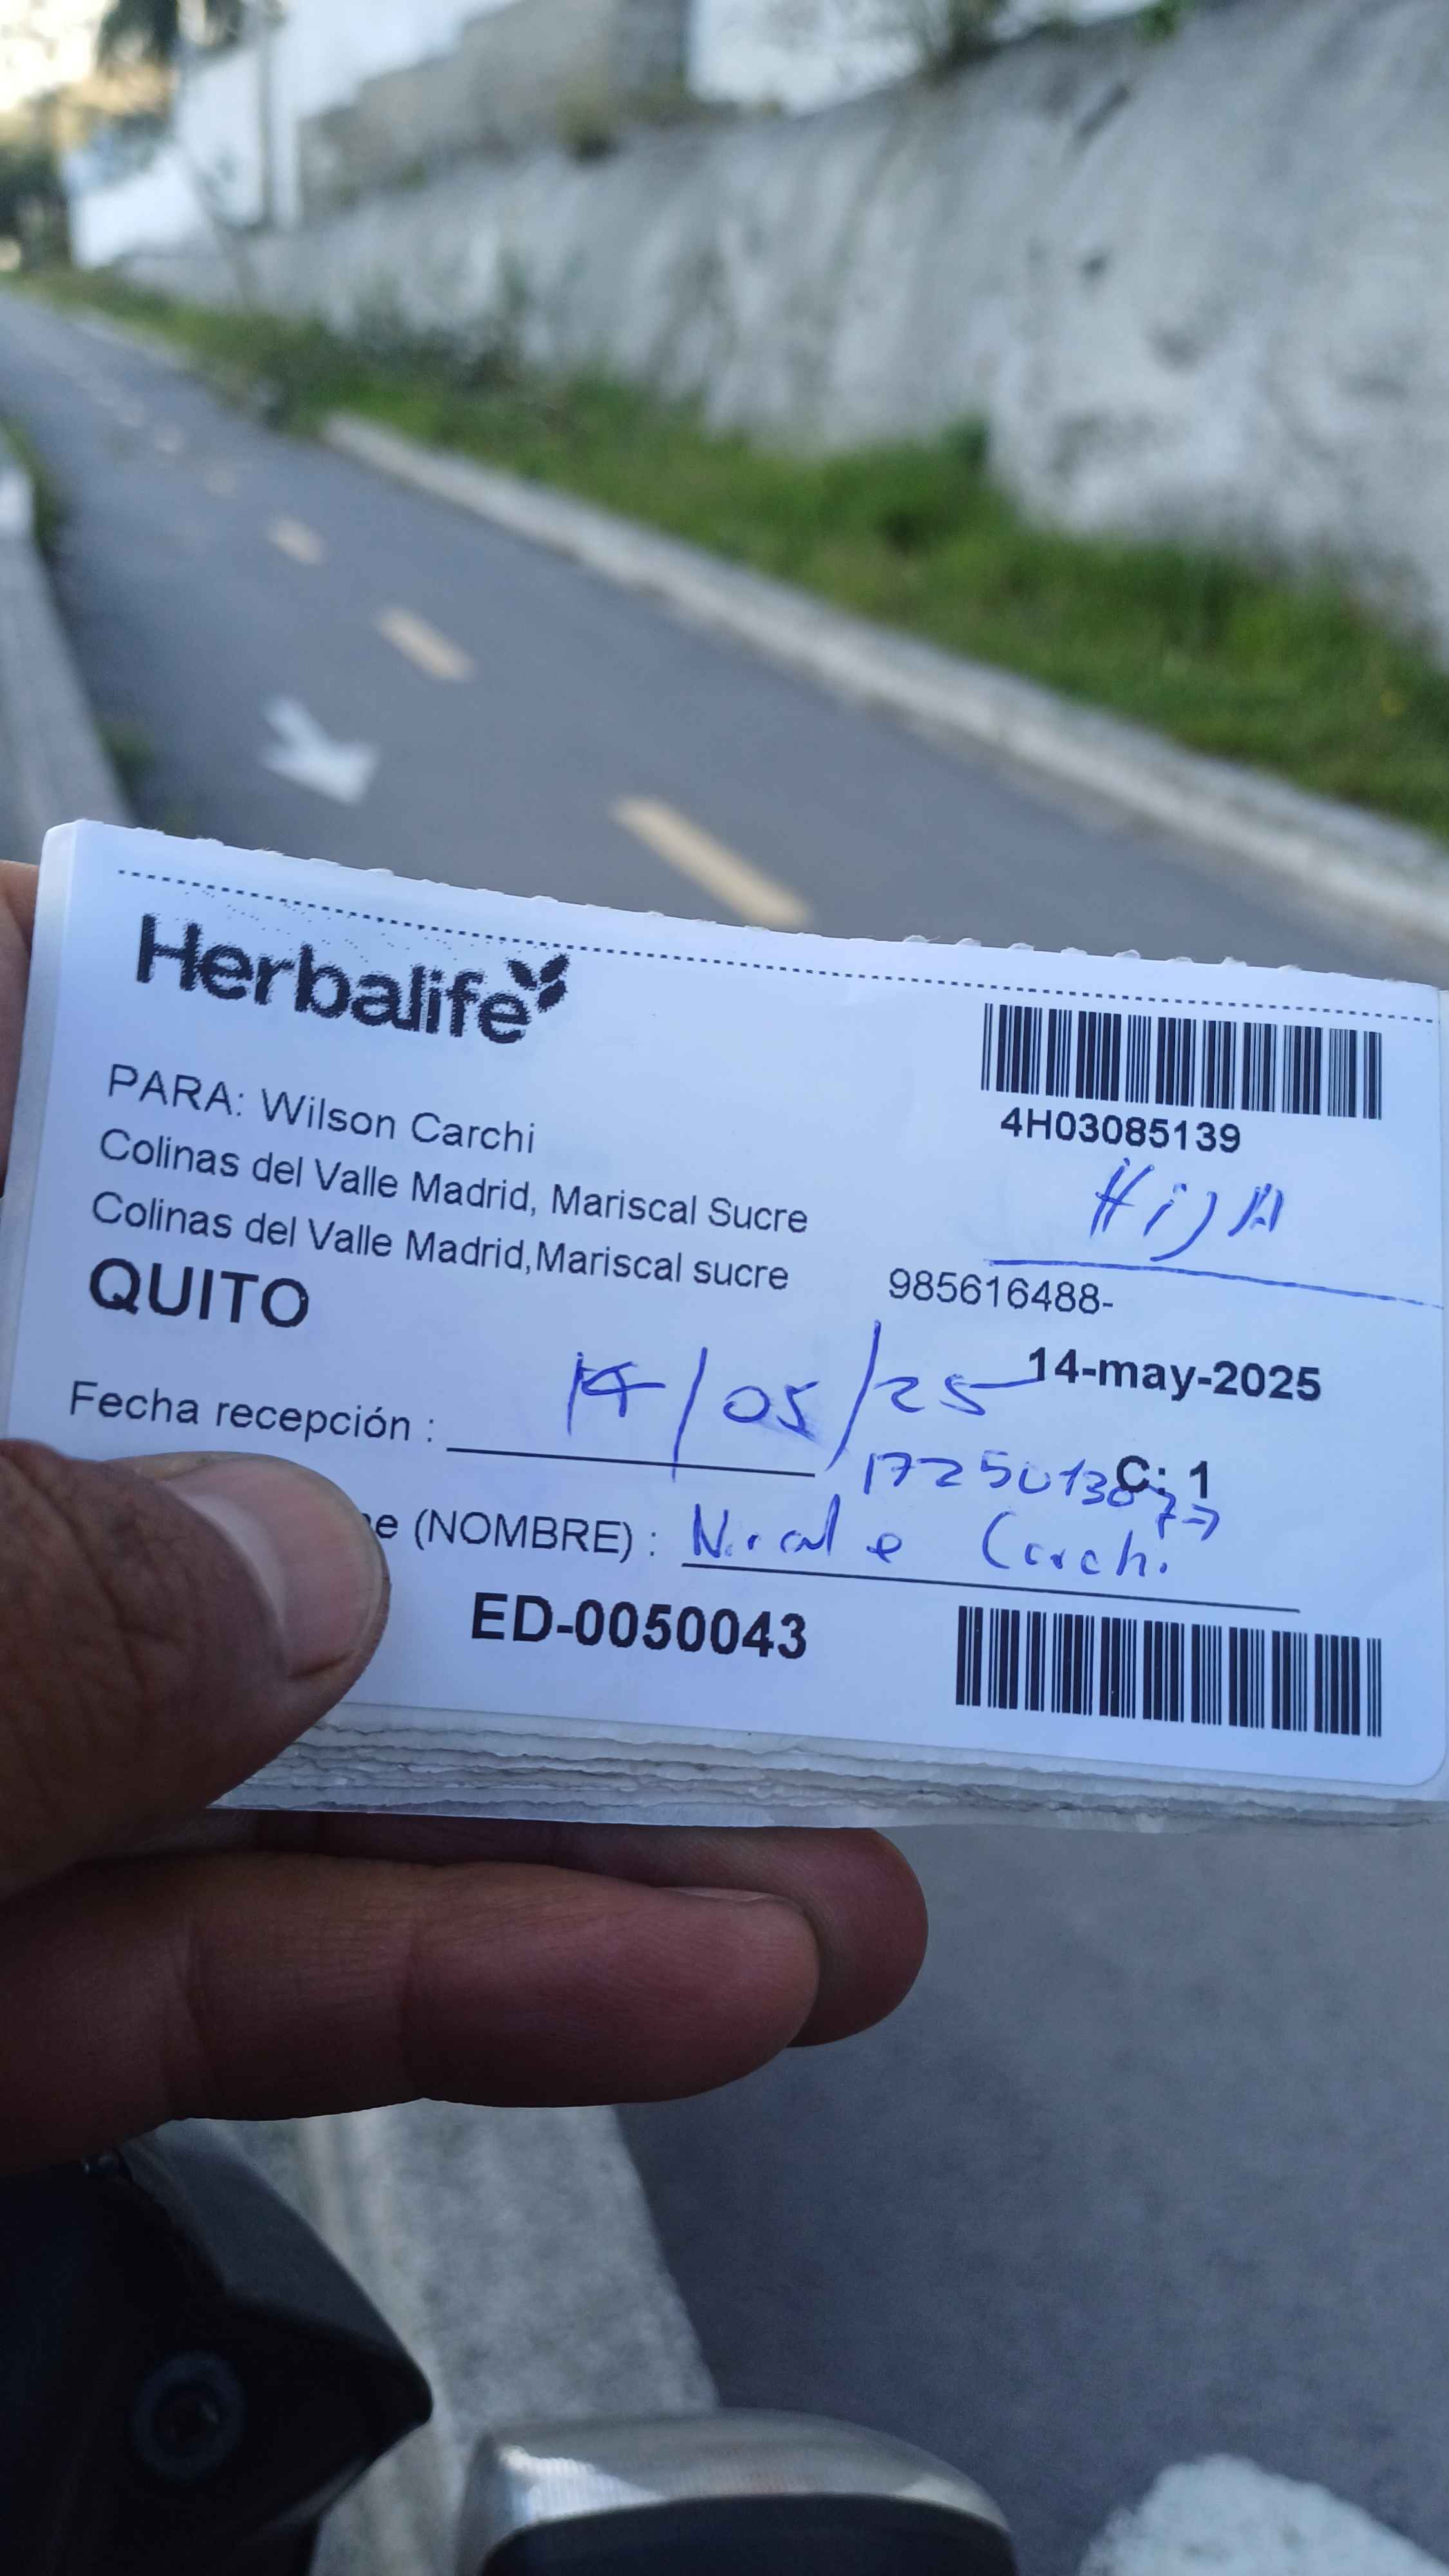 Herbalife
4H03085139
HijA
PARA: Wilson Carchi
Colinas del Valle Madrid, Mariscal Sucre
Colinas del Valle Madrid,Mariscal sucre
985616488-
QUITO
14-may-2025
Fecha recepción : 14/05/25
C: 1
e (NOMBRE) : Nicole Carchi
ED-0050043